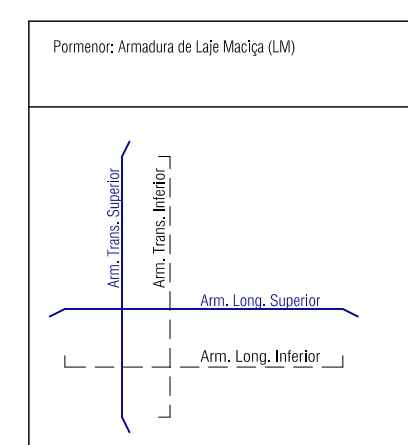 Pormenor: Armadura de Laje Maciça (LM)
Arm. Trans. Superior
Arm. Trans. Inferior
Arm. Long. Superior
Arm. Long. Inferior